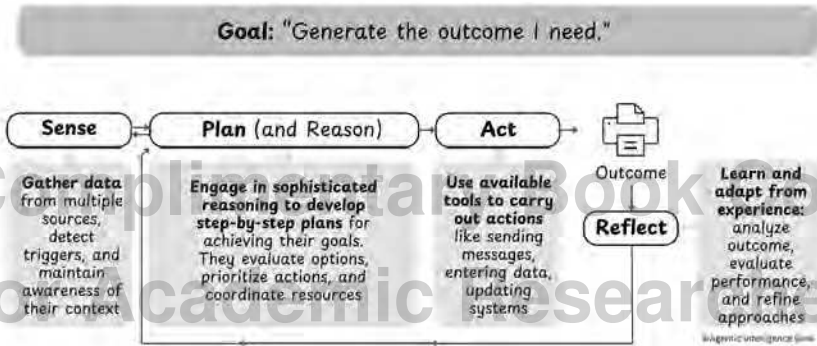 Goal: "Generate the outcome I need."
Sense
Plan (and Reason)
Act
Outcome
Reflect
Gather data
from multiple
sources,
detect
triggers, and
maintain
awareness of
their context
Engage in sophisticated
reasoning to develop
step-by-step plans for
achieving their goals.
They evaluate options,
prioritize actions, and
coordinate resources
Use available
tools to carry
out actions
like sending
messages,
entering data,
updating
systems
Learn and
adapt from
experience:
analyze
outcome,
evaluate
performance,
and refine
approaches
Complimentary Book
or Academic Research